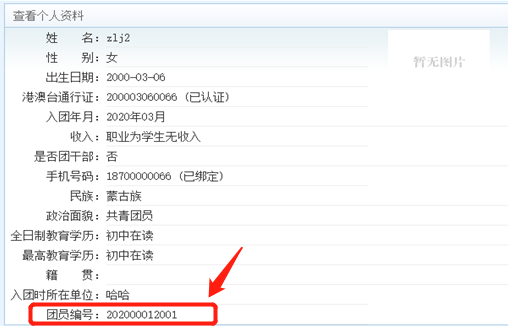 查看个人资料
姓 名: zlj2
暂无图片
性 别: 女
出生日期: 2000-03-06
港澳台通行证: 200003060066 (已认证)
入团年月: 2020年03月
收入: 职业为学生无收入
是否团干部: 否
手机号码: 18700000066 (已绑定)
民族: 蒙古族
政治面貌: 共青团员
全日制教育学历: 初中在读
最高教育学历: 初中在读
籍 贯:
入团时所在单位: 哈哈
团员编号: 202000012001